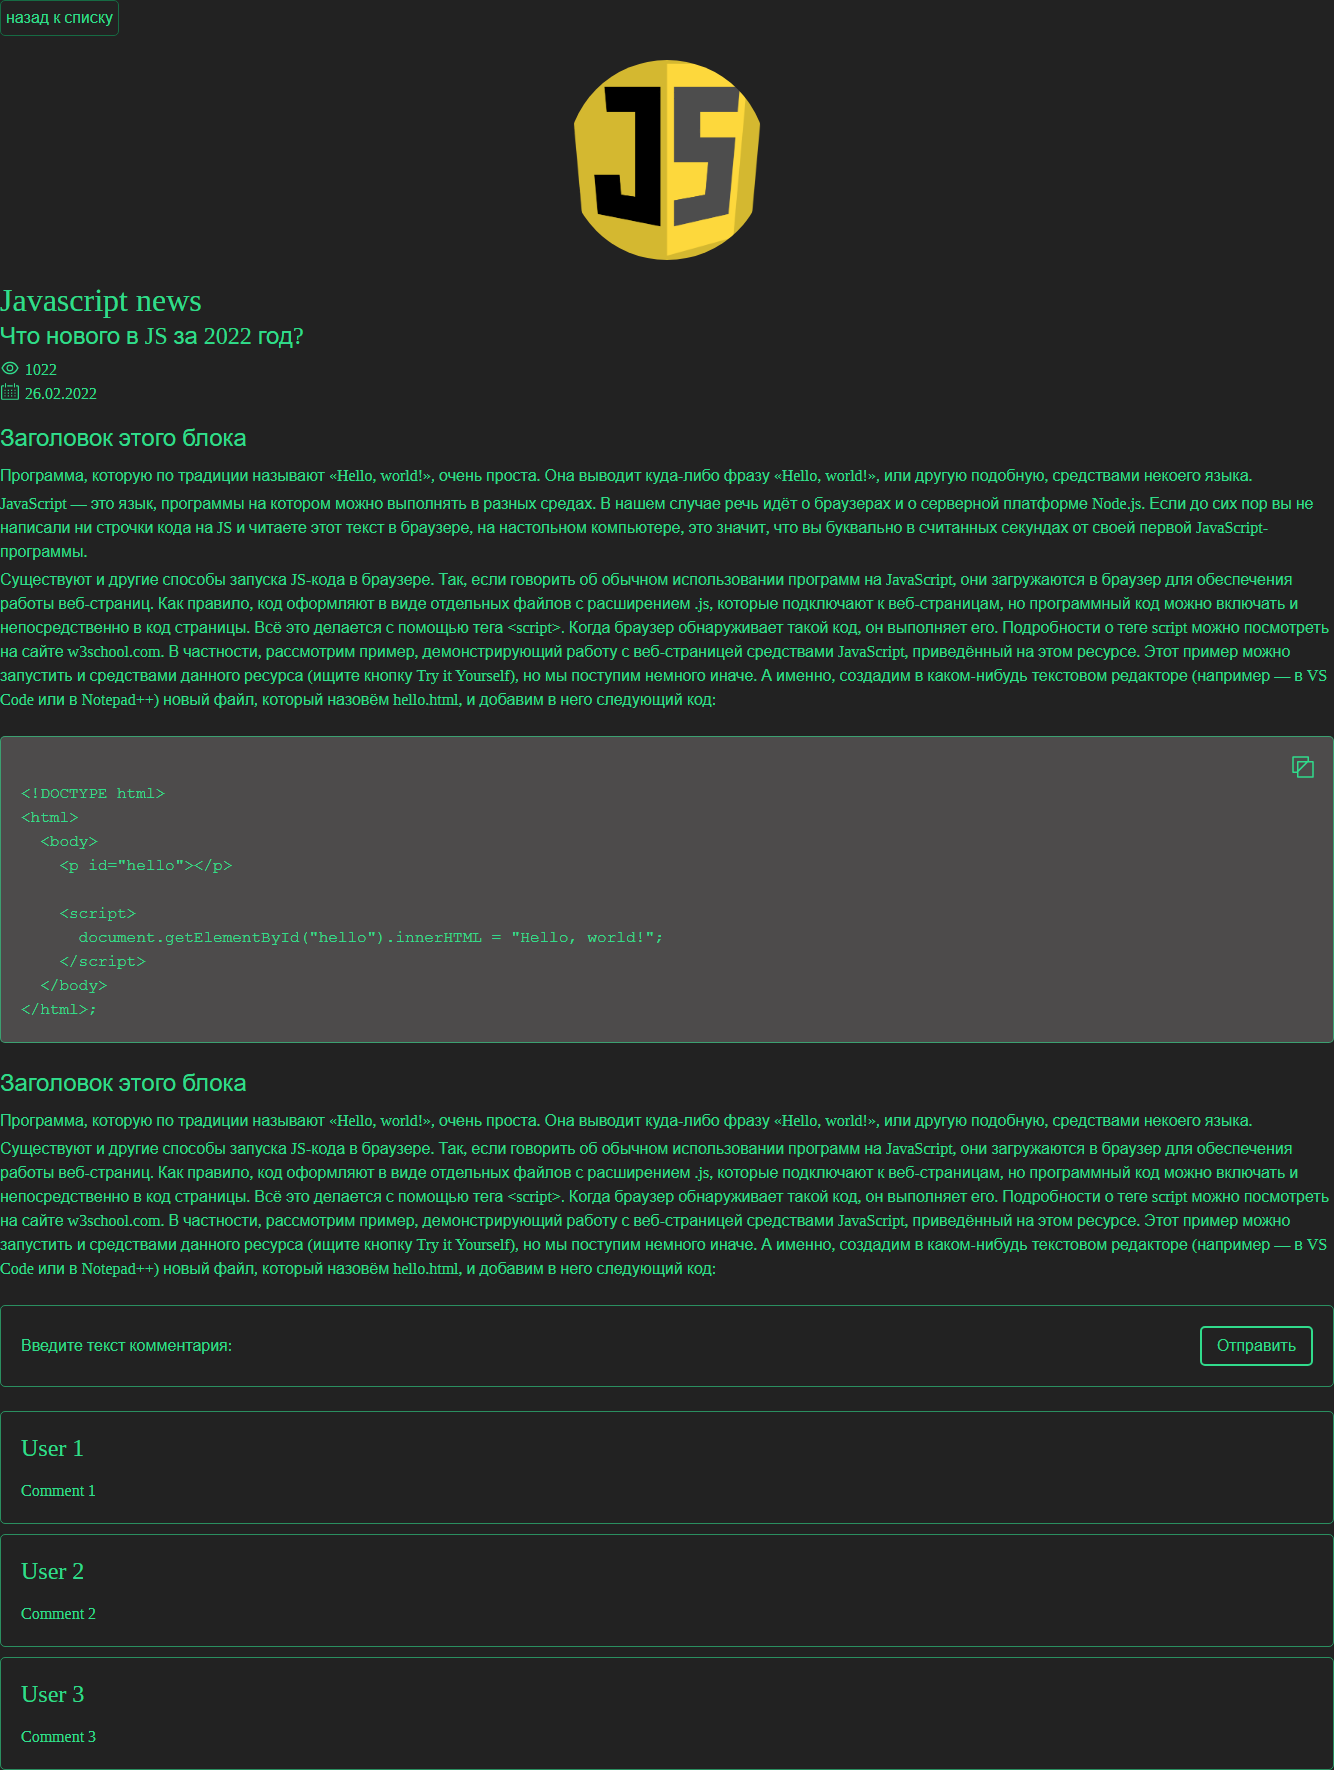 назад к списку
JS
Javascript news
Что нового в JS за 2022 год?
1022
26.02.2022
Заголовок этого блока
Программа, которую по традиции называют «Hello, world!», очень проста. Она выводит куда-либо фразу «Hello, world!», или другую подобную, средствами некоего языка.
JavaScript — это язык, программы на котором можно выполнять в разных средах. В нашем случае речь идёт о браузерах и о серверной платформе Node.js. Если до сих пор вы не
написали ни строчки кода на JS и читаете этот текст в браузере, на настольном компьютере, это значит, что вы буквально в считанных секундах от своей первой JavaScript-
программы.
Существуют и другие способы запуска JS-кода в браузере. Так, если говорить об обычном использовании программ на JavaScript, они загружаются в браузер для обеспечения
работы веб-страниц. Как правило, код оформляют в виде отдельных файлов с расширением .js, которые подключают к веб-страницам, но программный код можно включать и
непосредственно в код страницы. Всё это делается с помощью тега <script>. Когда браузер обнаруживает такой код, он выполняет его. Подробности о теге script можно посмотреть
на сайте w3school.com. В частности, рассмотрим пример, демонстрирующий работу с веб-страницей средствами JavaScript, приведённый на этом ресурсе. Этот пример можно
запустить и средствами данного ресурса (ищите кнопку Try it Yourself), но мы поступим немного иначе. А именно, создадим в каком-нибудь текстовом редакторе (например — в VS
Code или в Notepad++) новый файл, который назовём hello.html, и добавим в него следующий код:
<!DOCTYPE html>
<html>
  <body>
    <p id="hello"></p>
    <script>
      document.getElementById("hello").innerHTML = "Hello, world!";
    </script>
  </body>
</html>;
Заголовок этого блока
Программа, которую по традиции называют «Hello, world!», очень проста. Она выводит куда-либо фразу «Hello, world!», или другую подобную, средствами некоего языка.
Существуют и другие способы запуска JS-кода в браузере. Так, если говорить об обычном использовании программ на JavaScript, они загружаются в браузер для обеспечения
работы веб-страниц. Как правило, код оформляют в виде отдельных файлов с расширением .js, которые подключают к веб-страницам, но программный код можно включать и
непосредственно в код страницы. Всё это делается с помощью тега <script>. Когда браузер обнаруживает такой код, он выполняет его. Подробности о теге script можно посмотреть
на сайте w3school.com. В частности, рассмотрим пример, демонстрирующий работу с веб-страницей средствами JavaScript, приведённый на этом ресурсе. Этот пример можно
запустить и средствами данного ресурса (ищите кнопку Try it Yourself), но мы поступим немного иначе. А именно, создадим в каком-нибудь текстовом редакторе (например — в VS
Code или в Notepad++) новый файл, который назовём hello.html, и добавим в него следующий код:
Введите текст комментария:
Отправить
User 1
Comment 1
User 2
Comment 2
User 3
Comment 3